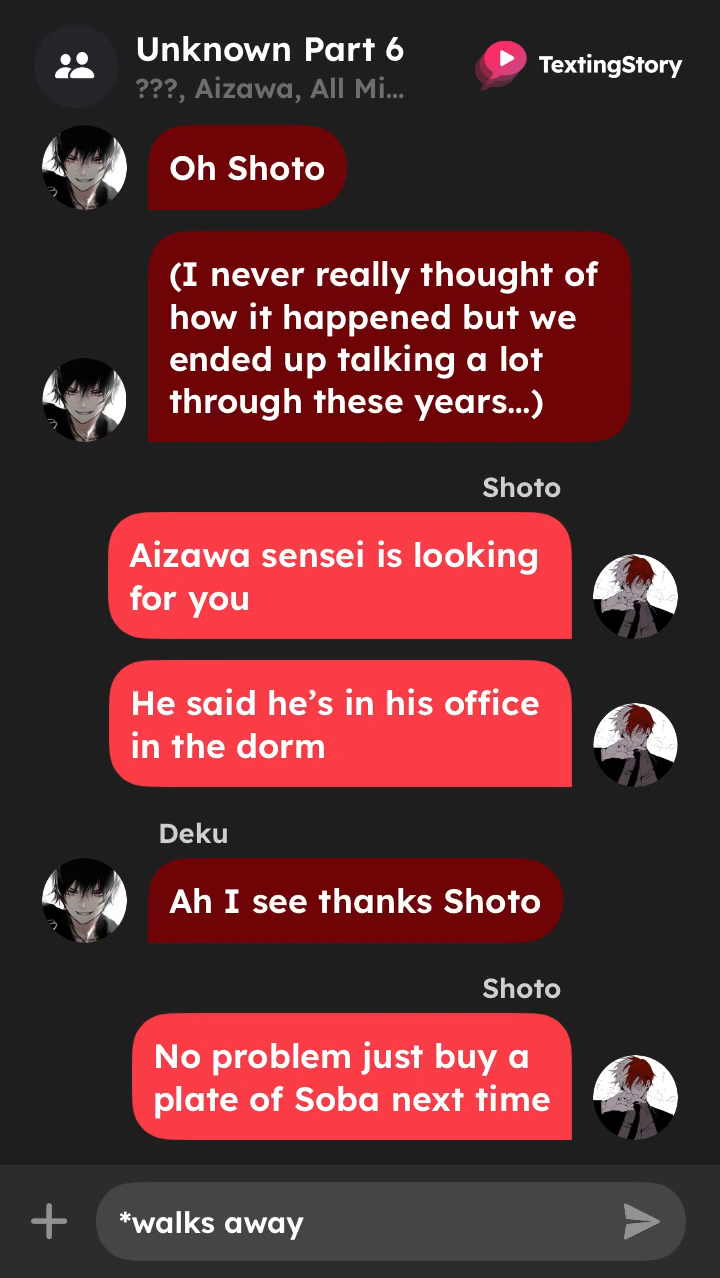 Unknown Part 6
???, Aizawa, All Mi...
TextingStory
Oh Shoto
(I never really thought of
how it happened but we
ended up talking a lot
through these years...)
Shoto
Aizawa sensei is looking
for you
He said he's in his office
in the dorm
Deku
Ah I see thanks Shoto
Shoto
No problem just buy a
plate of Soba next time
*walks away